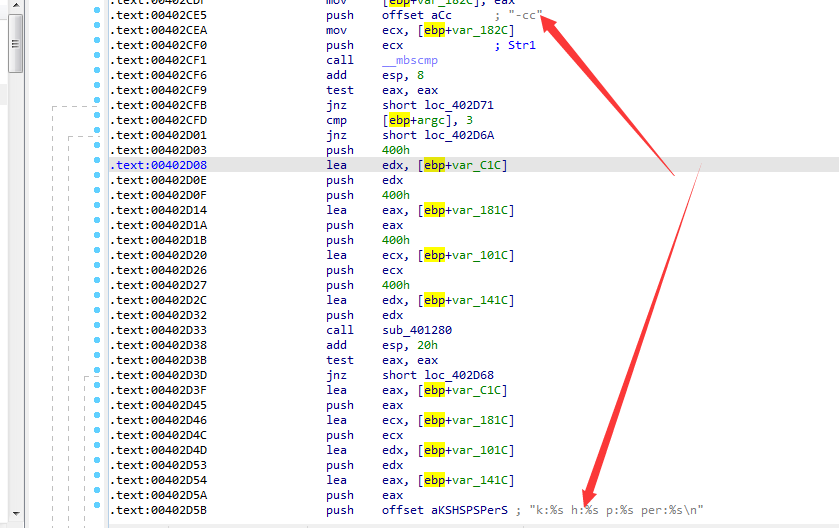 .text:00402CDF mov [ebp+var_182C], eax
.text:00402CE5 push offset aCc ; "-cc"
.text:00402CEA mov ecx, [ebp+var_182C]
.text:00402CF0 push ecx ; Str1
.text:00402CF1 call __mbscmp
.text:00402CF6 add esp, 8
.text:00402CF9 test eax, eax
.text:00402CFB jnz short loc_402D71
.text:00402CFD cmp [ebp+argc], 3
.text:00402D01 jnz short loc_402D6A
.text:00402D03 push 400h
.text:00402D08 lea edx, [ebp+var_C1C]
.text:00402D0E push edx
.text:00402D0F push 400h
.text:00402D14 lea eax, [ebp+var_181C]
.text:00402D1A push eax
.text:00402D1B push 400h
.text:00402D20 lea ecx, [ebp+var_101C]
.text:00402D26 push ecx
.text:00402D27 push 400h
.text:00402D2C lea edx, [ebp+var_141C]
.text:00402D32 push edx
.text:00402D33 call sub_401280
.text:00402D38 add esp, 20h
.text:00402D3B test eax, eax
.text:00402D3D jnz short loc_402D68
.text:00402D3F lea eax, [ebp+var_C1C]
.text:00402D45 push eax
.text:00402D46 lea ecx, [ebp+var_181C]
.text:00402D4C push ecx
.text:00402D4D lea edx, [ebp+var_101C]
.text:00402D53 push edx
.text:00402D54 lea eax, [ebp+var_141C]
.text:00402D5A push eax
.text:00402D5B push offset aKSHSPSPerS ; "k:%s h:%s p:%s per:%s\n"